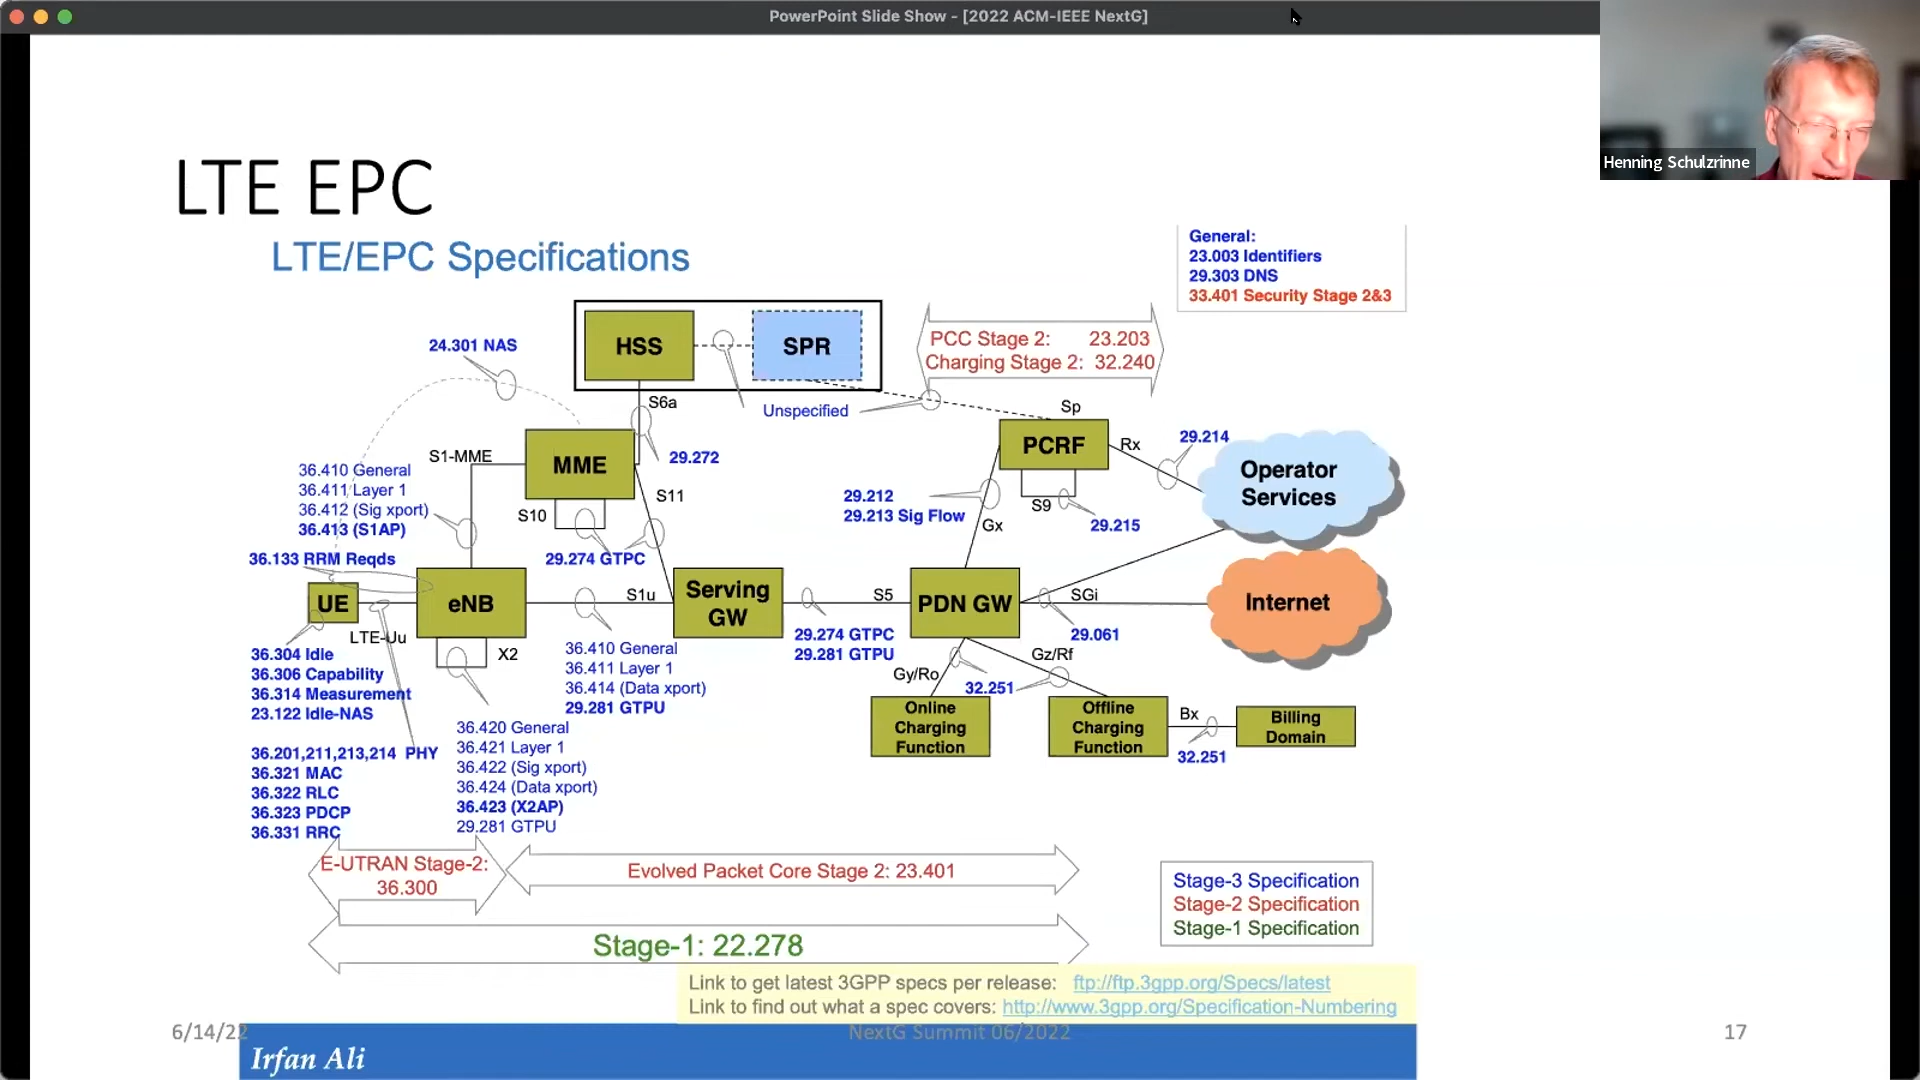 PowerPoint Slide Show - [2022 ACM-IEEE NextG]
Henning Schulzrinne
LTE EPC
LTE/EPC Specifications
General:
23.003 Identifiers
29.303 DNS
33.401 Security Stage 2&3
HSS
SPR
PCC Stage 2: 23.203
Charging Stage 2: 32.240
24.301 NAS
S6a
Unspecified
Sp
29.272
MME
S1-MME
S10
S11
29.274 GTPC
36.410 General
36.411 Layer 1
36.412 (Sig xport)
36.413 (S1AP)
36.133 RRM Reqds
PCRF
Rx
29.214
S9
29.215
29.212
29.213 Sig Flow
Gx
Operator
Services
UE
LTE-Uu
eNB
X2
S1u
Serving
GW
S5
PDN GW
SGi
29.061
Internet
29.274 GTPC
29.281 GTPU
36.410 General
36.411 Layer 1
36.414 (Data xport)
29.281 GTPU
36.304 Idle
36.306 Capability
36.314 Measurement
23.122 Idle-NAS
Gy/Ro
Gz/Rf
32.251
Online
Charging
Function
Offline
Charging
Function
Bx
32.251
Billing
Domain
36.201,211,213,214 PHY
36.321 MAC
36.322 RLC
36.323 PDCP
36.331 RRC
36.420 General
36.421 Layer 1
36.422 (Sig xport)
36.424 (Data xport)
36.423 (X2AP)
29.281 GTPU
E-UTRAN Stage-2:
36.300
Evolved Packet Core Stage 2: 23.401
Stage-3 Specification
Stage-2 Specification
Stage-1 Specification
Stage-1: 22.278
Link to get latest 3GPP specs per release: ftp://ftp.3gpp.org/Specs/latest
Link to find out what a spec covers: http://www.3gpp.org/Specification-Numbering
6/14/22
NextG Summit 06/2022
17
Irfan Ali